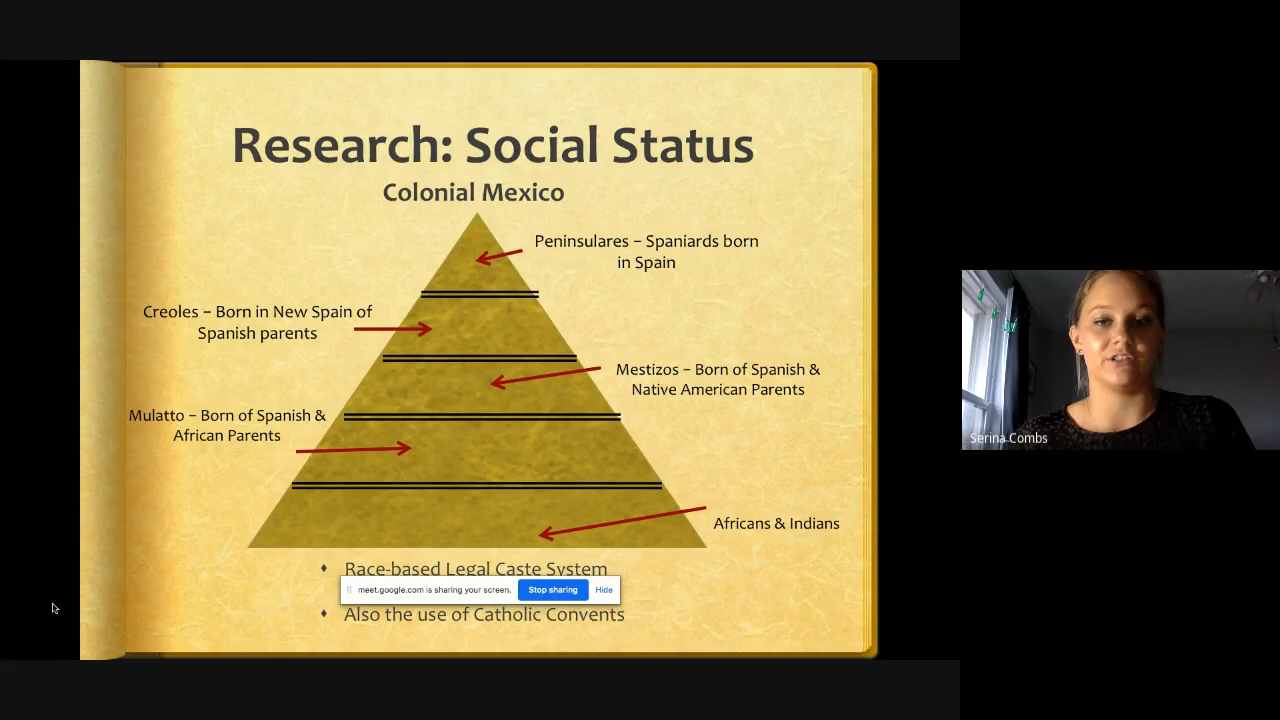 Research: Social Status
Colonial Mexico
Peninsulares – Spaniards born
in Spain
Creoles – Born in New Spain of
Spanish parents
Mestizos – Born of Spanish &
Native American Parents
Mulatto – Born of Spanish &
African Parents
Africans & Indians
♦ Race-based Legal Caste System
meet.google.com is sharing your screen. Stop sharing Hide
♦ Also the use of Catholic Convents
Serina Combs